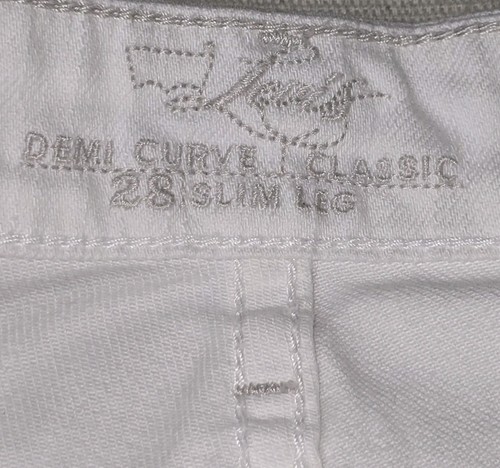 DEMI CURVE CLASSIC
28 SLIM LEG